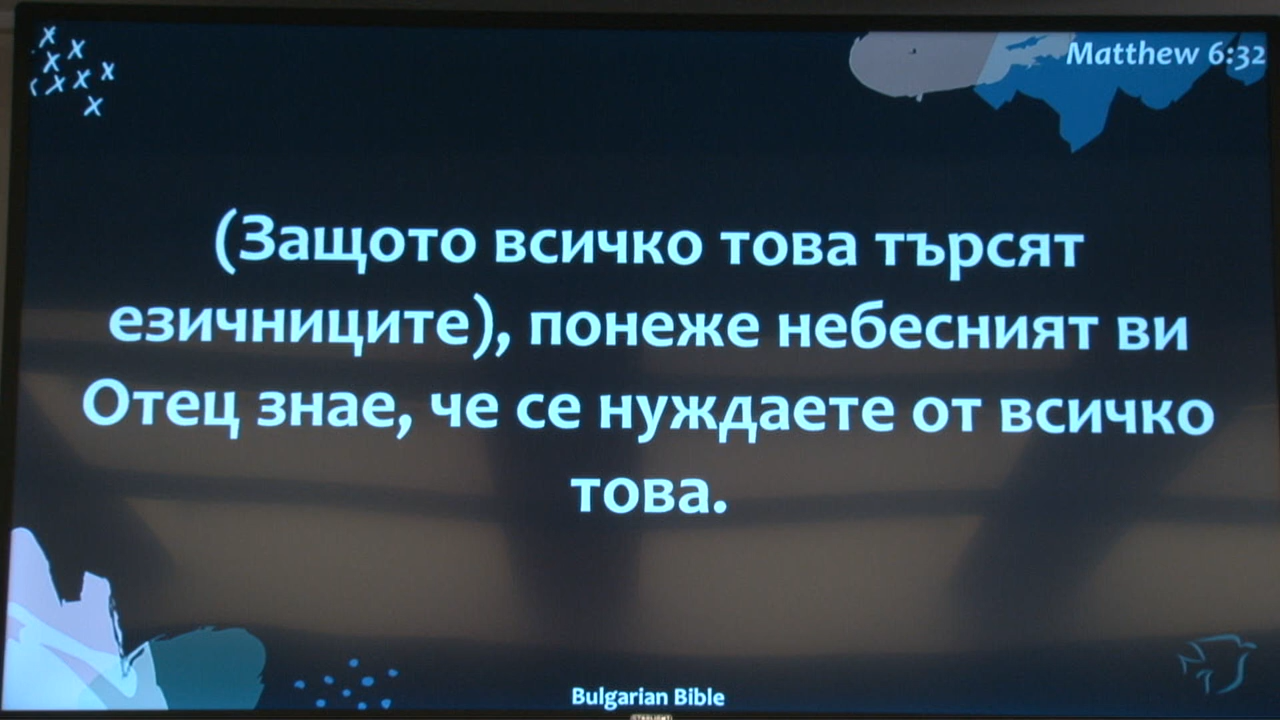 Matthew 6:32
(Защото всичко това търсят
езичниците), понеже небесният ви
Отец знае, че се нуждаете от всичко
това.
Bulgarian Bible
STARLIGHT